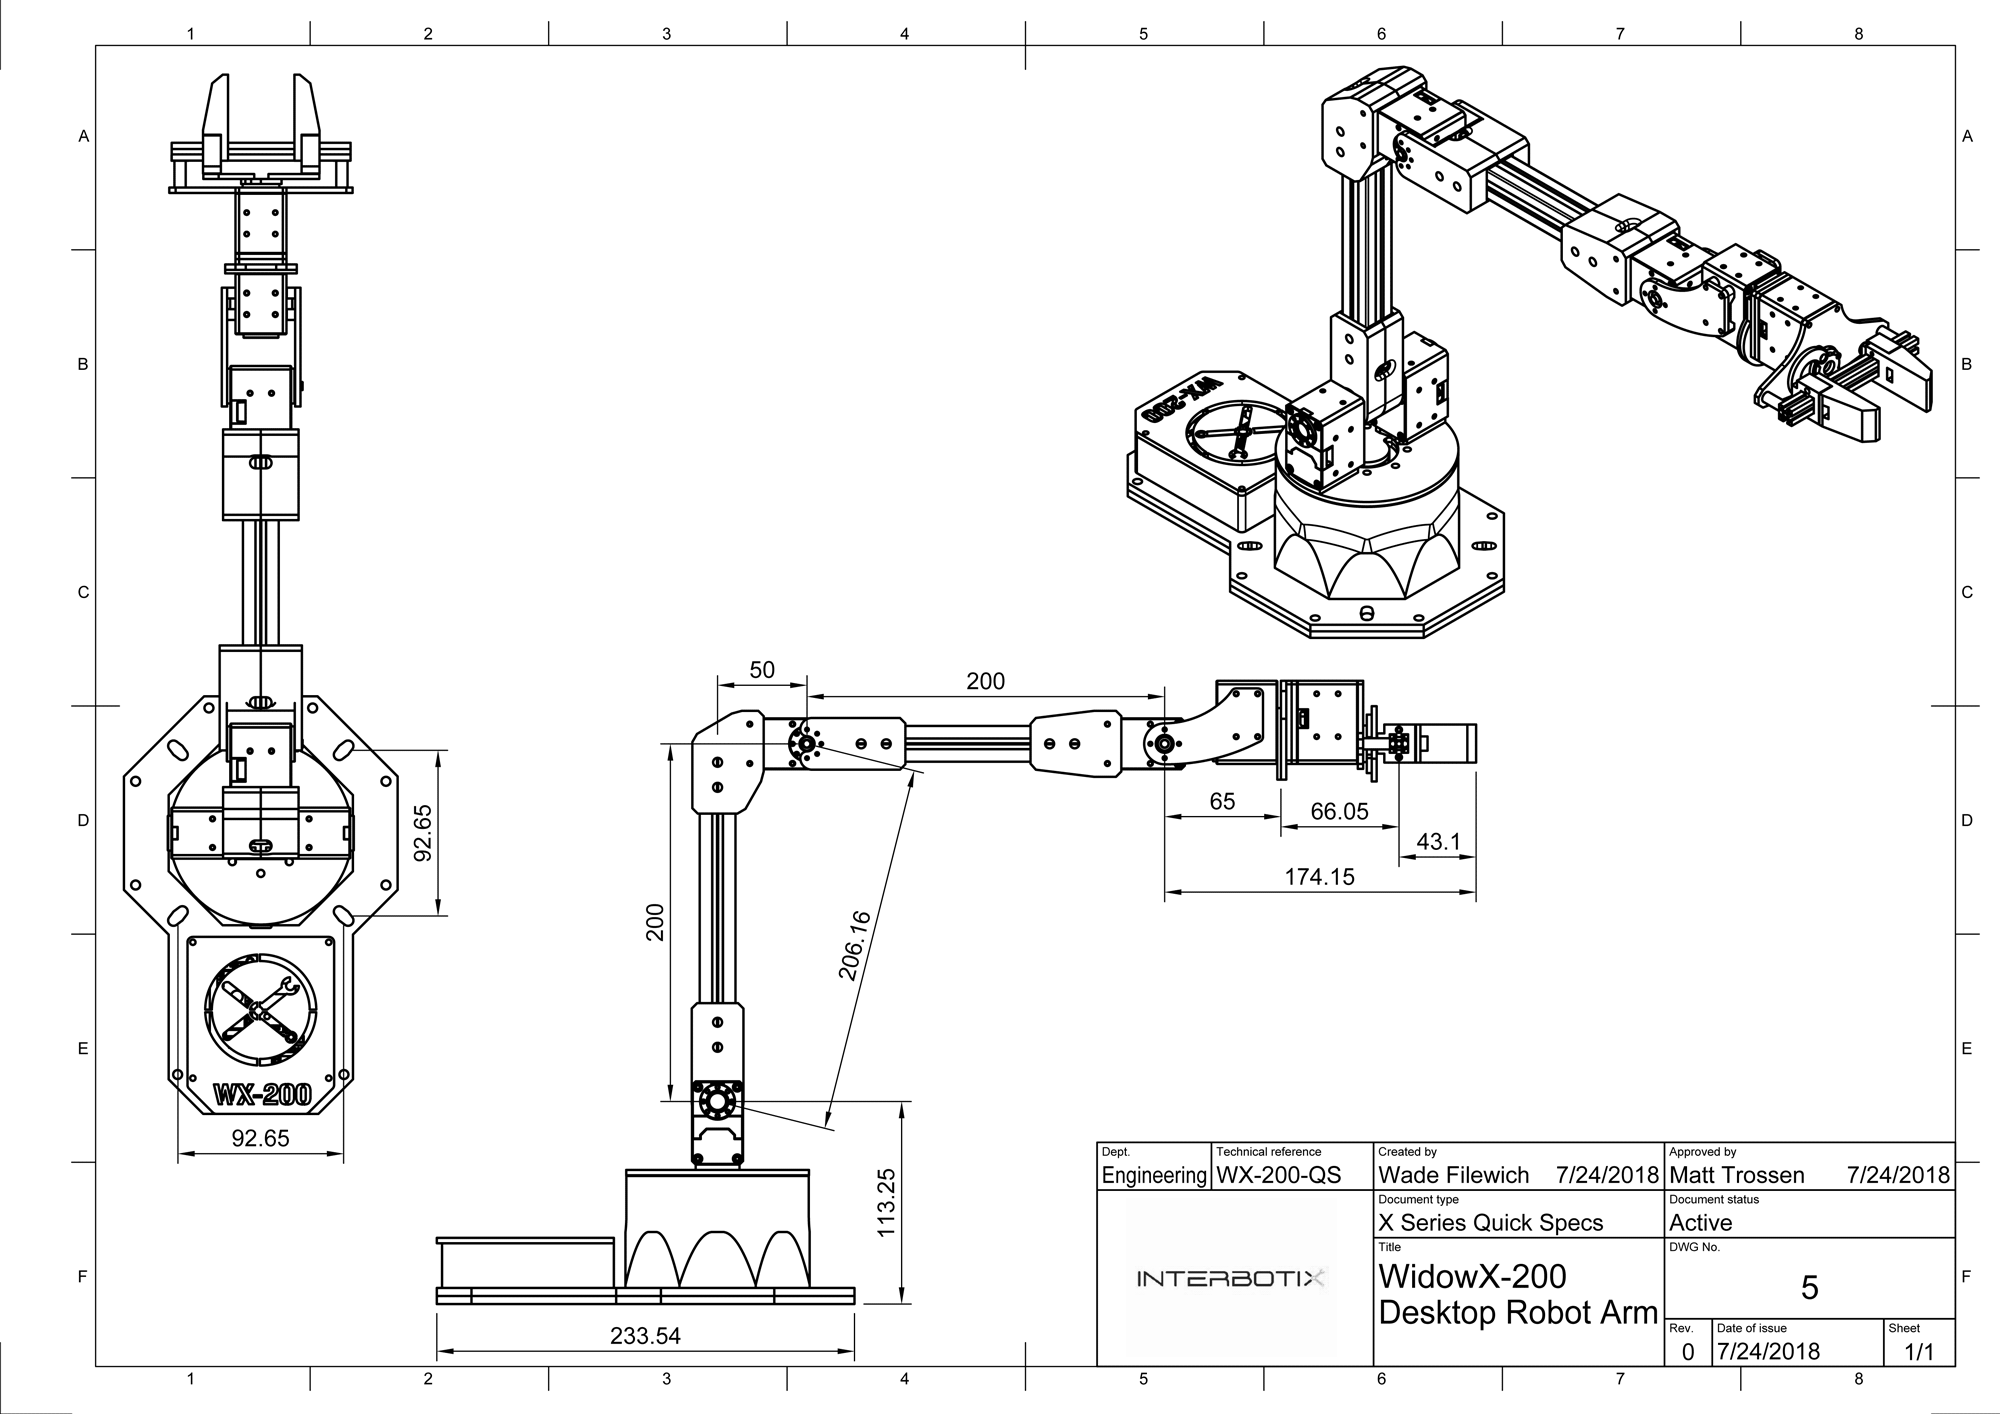 1 2 3 4 5 6 7 8
A A
B B
C C
D D
E E
F F
WX-200
50
200
65
66.05
43.1
174.15
92.65
200
206.16
WX-200
92.65
113.25
233.54
Dept.
Engineering
Technical reference
WX-200-QS
Created by
Wade Filewich 7/24/2018
Approved by
Matt Trossen 7/24/2018
Document type
X Series Quick Specs
Document status
Active
INTERBOTIX
Title
WidowX-200
Desktop Robot Arm
DWG No.
5
Rev.
0
Date of issue
7/24/2018
Sheet
1/1
1 2 3 4 5 6 7 8